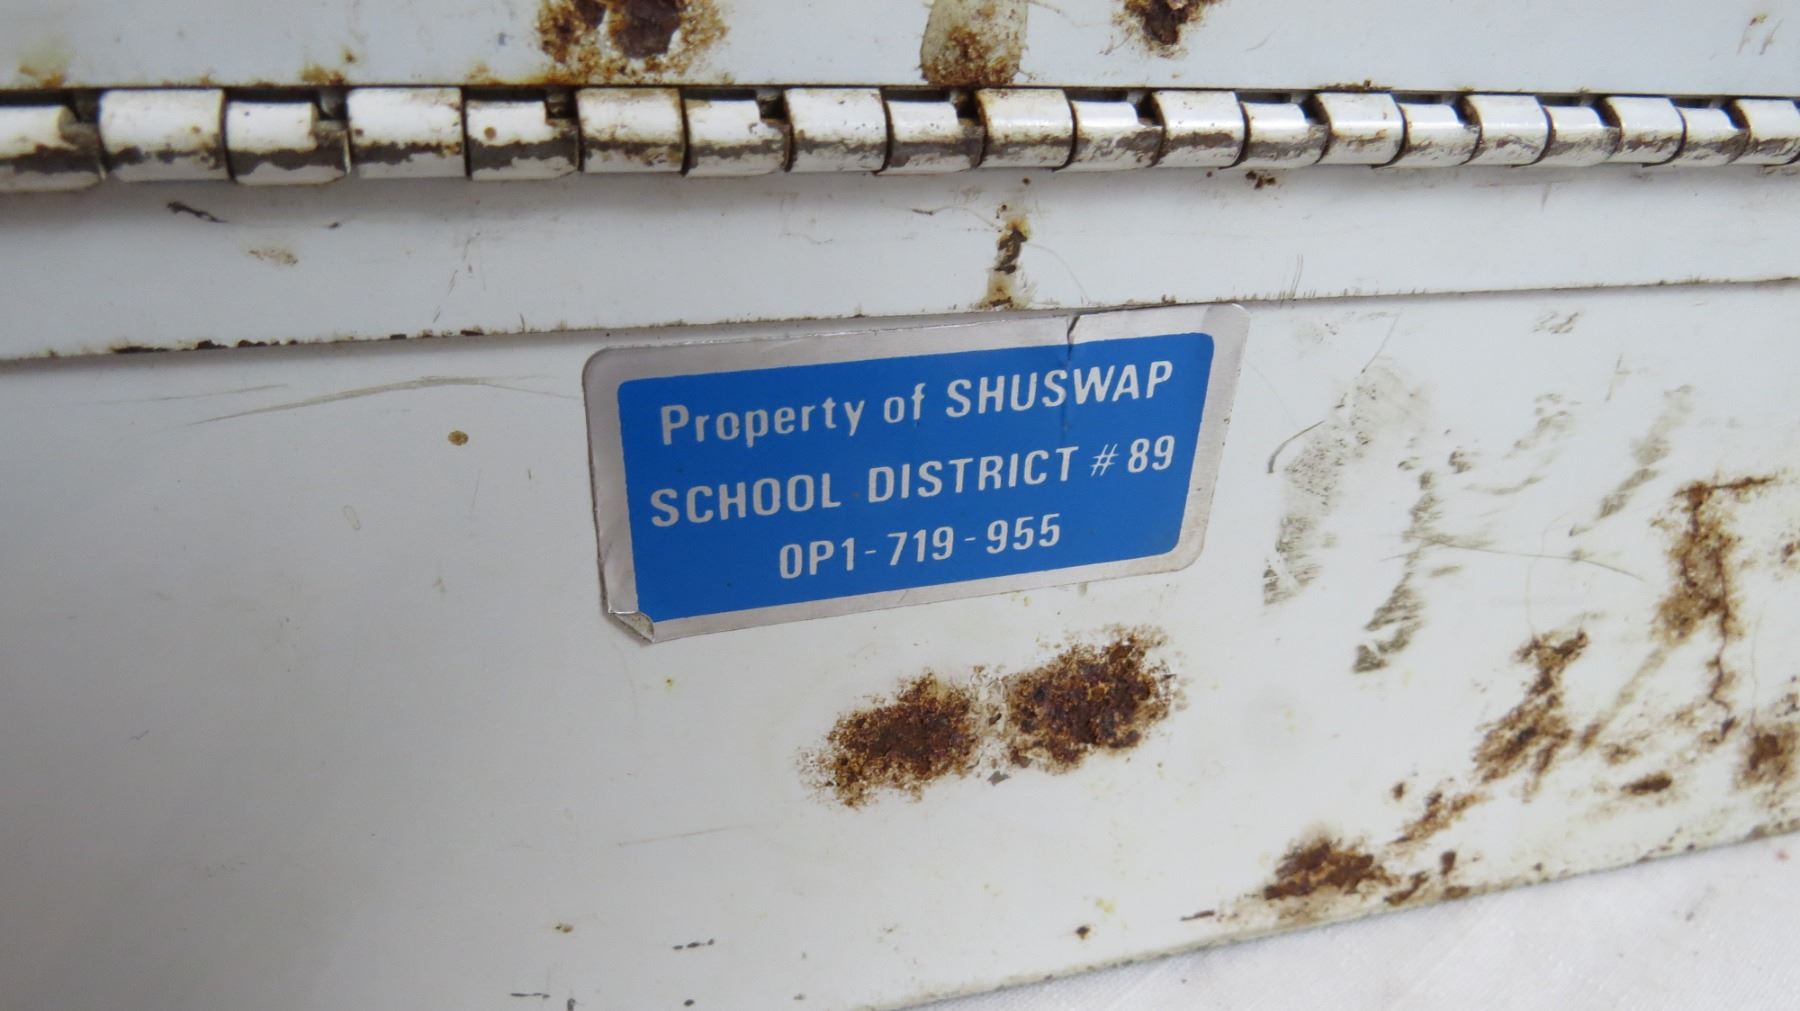 Property of SHUSWAP
SCHOOL DISTRICT # 89
0P1-719-955